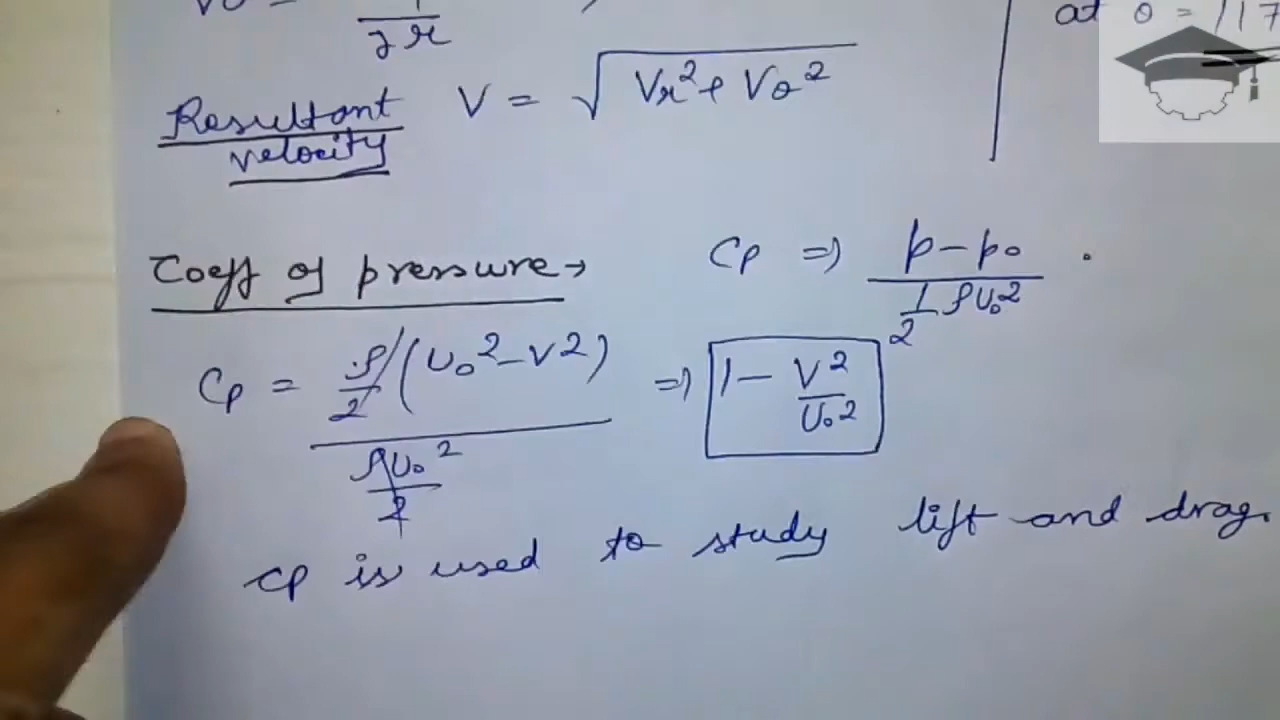 at θ = 117
Resultant velocity V = √(Vr² + Vθ²)
Coeff of pressure → Cp ⇒ (p − p₀) / (½ ρU₀²)
Cp = (ρ/2 (U₀² − V²)) / (ρU₀²/2) ⇒ 1 − V²/U₀²
Cp is used to study lift and drag.